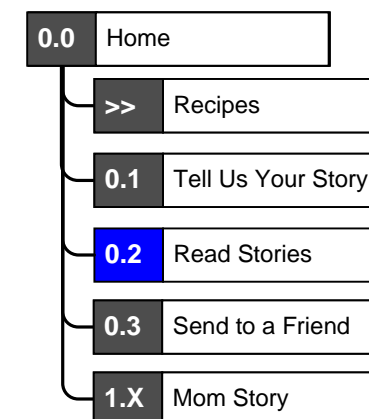 0.0 Home
>> Recipes
0.1 Tell Us Your Story
0.2 Read Stories
0.3 Send to a Friend
1.X Mom Story